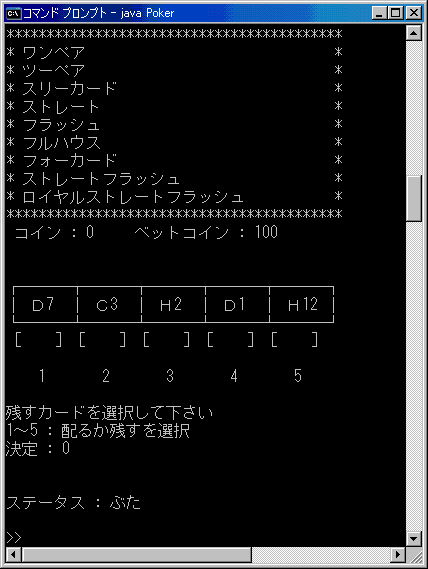 コマンド プロンプト - java Poker
******************************************
* ワンペア *
* ツーペア *
* スリーカード *
* ストレート *
* フラッシュ *
* フルハウス *
* フォーカード *
* ストレートフラッシュ *
* ロイヤルストレートフラッシュ *
******************************************
コイン : 0 ベットコイン : 100
D7 C3 H2 D1 H12
[ ] [ ] [ ] [ ] [ ]
1 2 3 4 5
残すカードを選択して下さい
1～5 : 配るか残すを選択
決定 : 0
ステータス : ぶた
>>